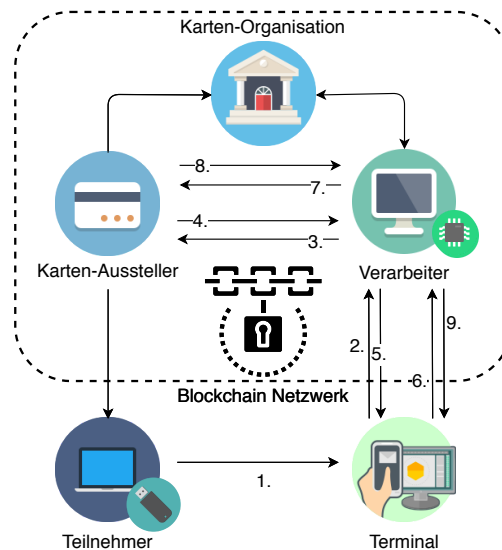 Karten-Organisation
8.
7.
4.
3.
Karten-Aussteller
Verarbeiter
2.
5.
9.
6.
Blockchain Netzwerk
1.
Teilnehmer
Terminal